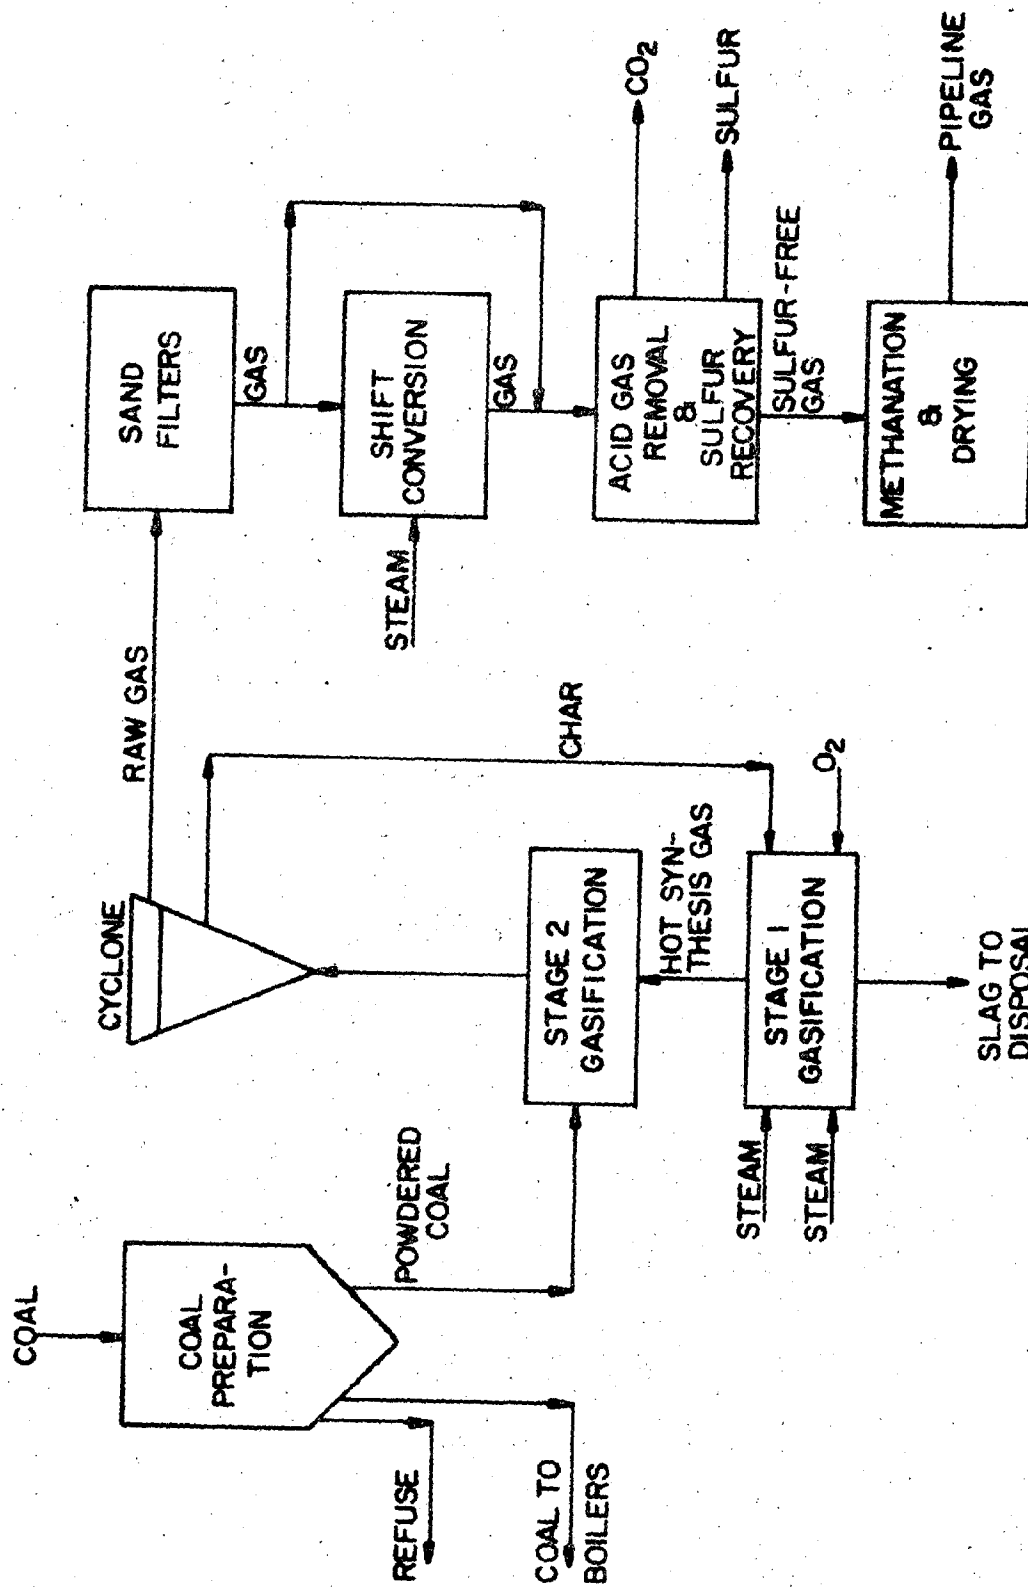 COAL
COAL
PREPARA-
TION
REFUSE
COAL TO
BOILERS
POWDERED
COAL
CYCLONE
RAW GAS
STAGE 2
GASIFICATION
HOT SYN-
THESIS GAS
CHAR
STAGE 1
GASIFICATION
STEAM
STEAM
O2
SLAG TO
DISPOSAL
SAND
FILTERS
GAS
STEAM
SHIFT
CONVERSION
GAS
ACID GAS
REMOVAL
&
SULFUR
RECOVERY
CO2
SULFUR
SULFUR-FREE
GAS
METHANATION
&
DRYING
PIPELINE
GAS